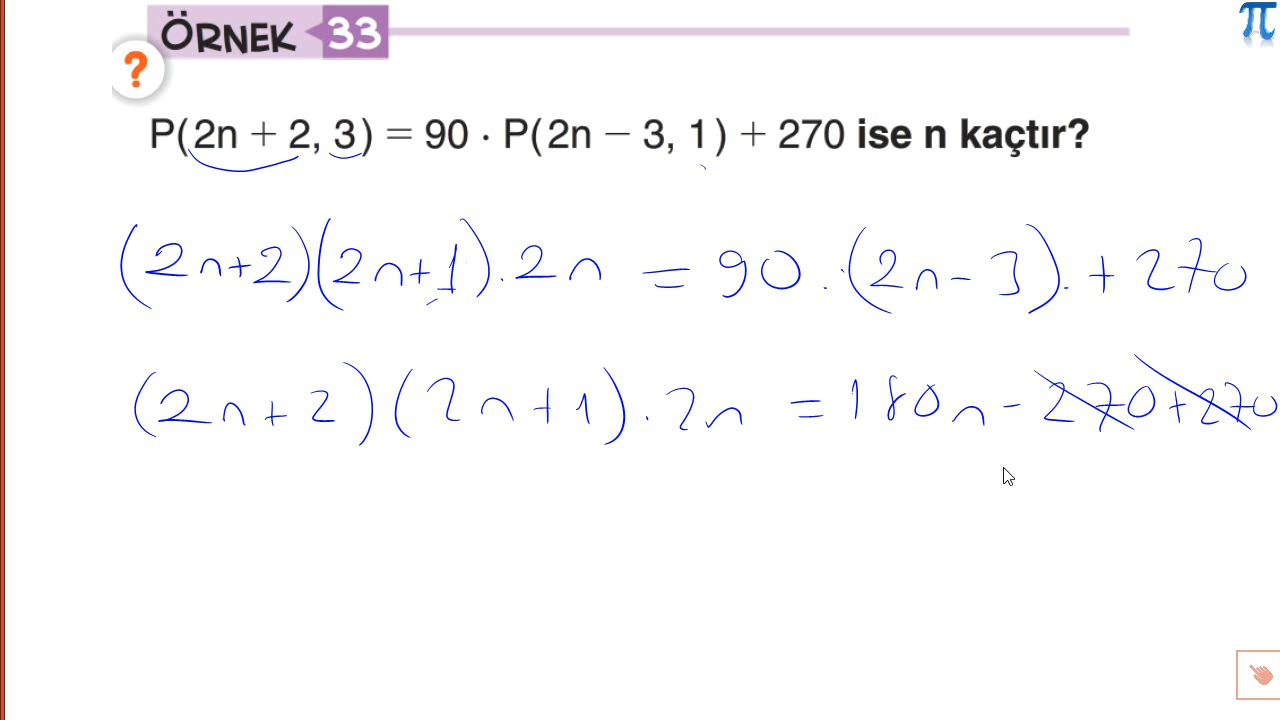 ÖRNEK 33
π
?
P(2n + 2, 3) = 90 · P(2n − 3, 1) + 270 ise n kaçtır?
(2n+2)(2n+1).2n = 90.(2n-3).+270
(2n+2)(2n+1).2n = 180n-270+270